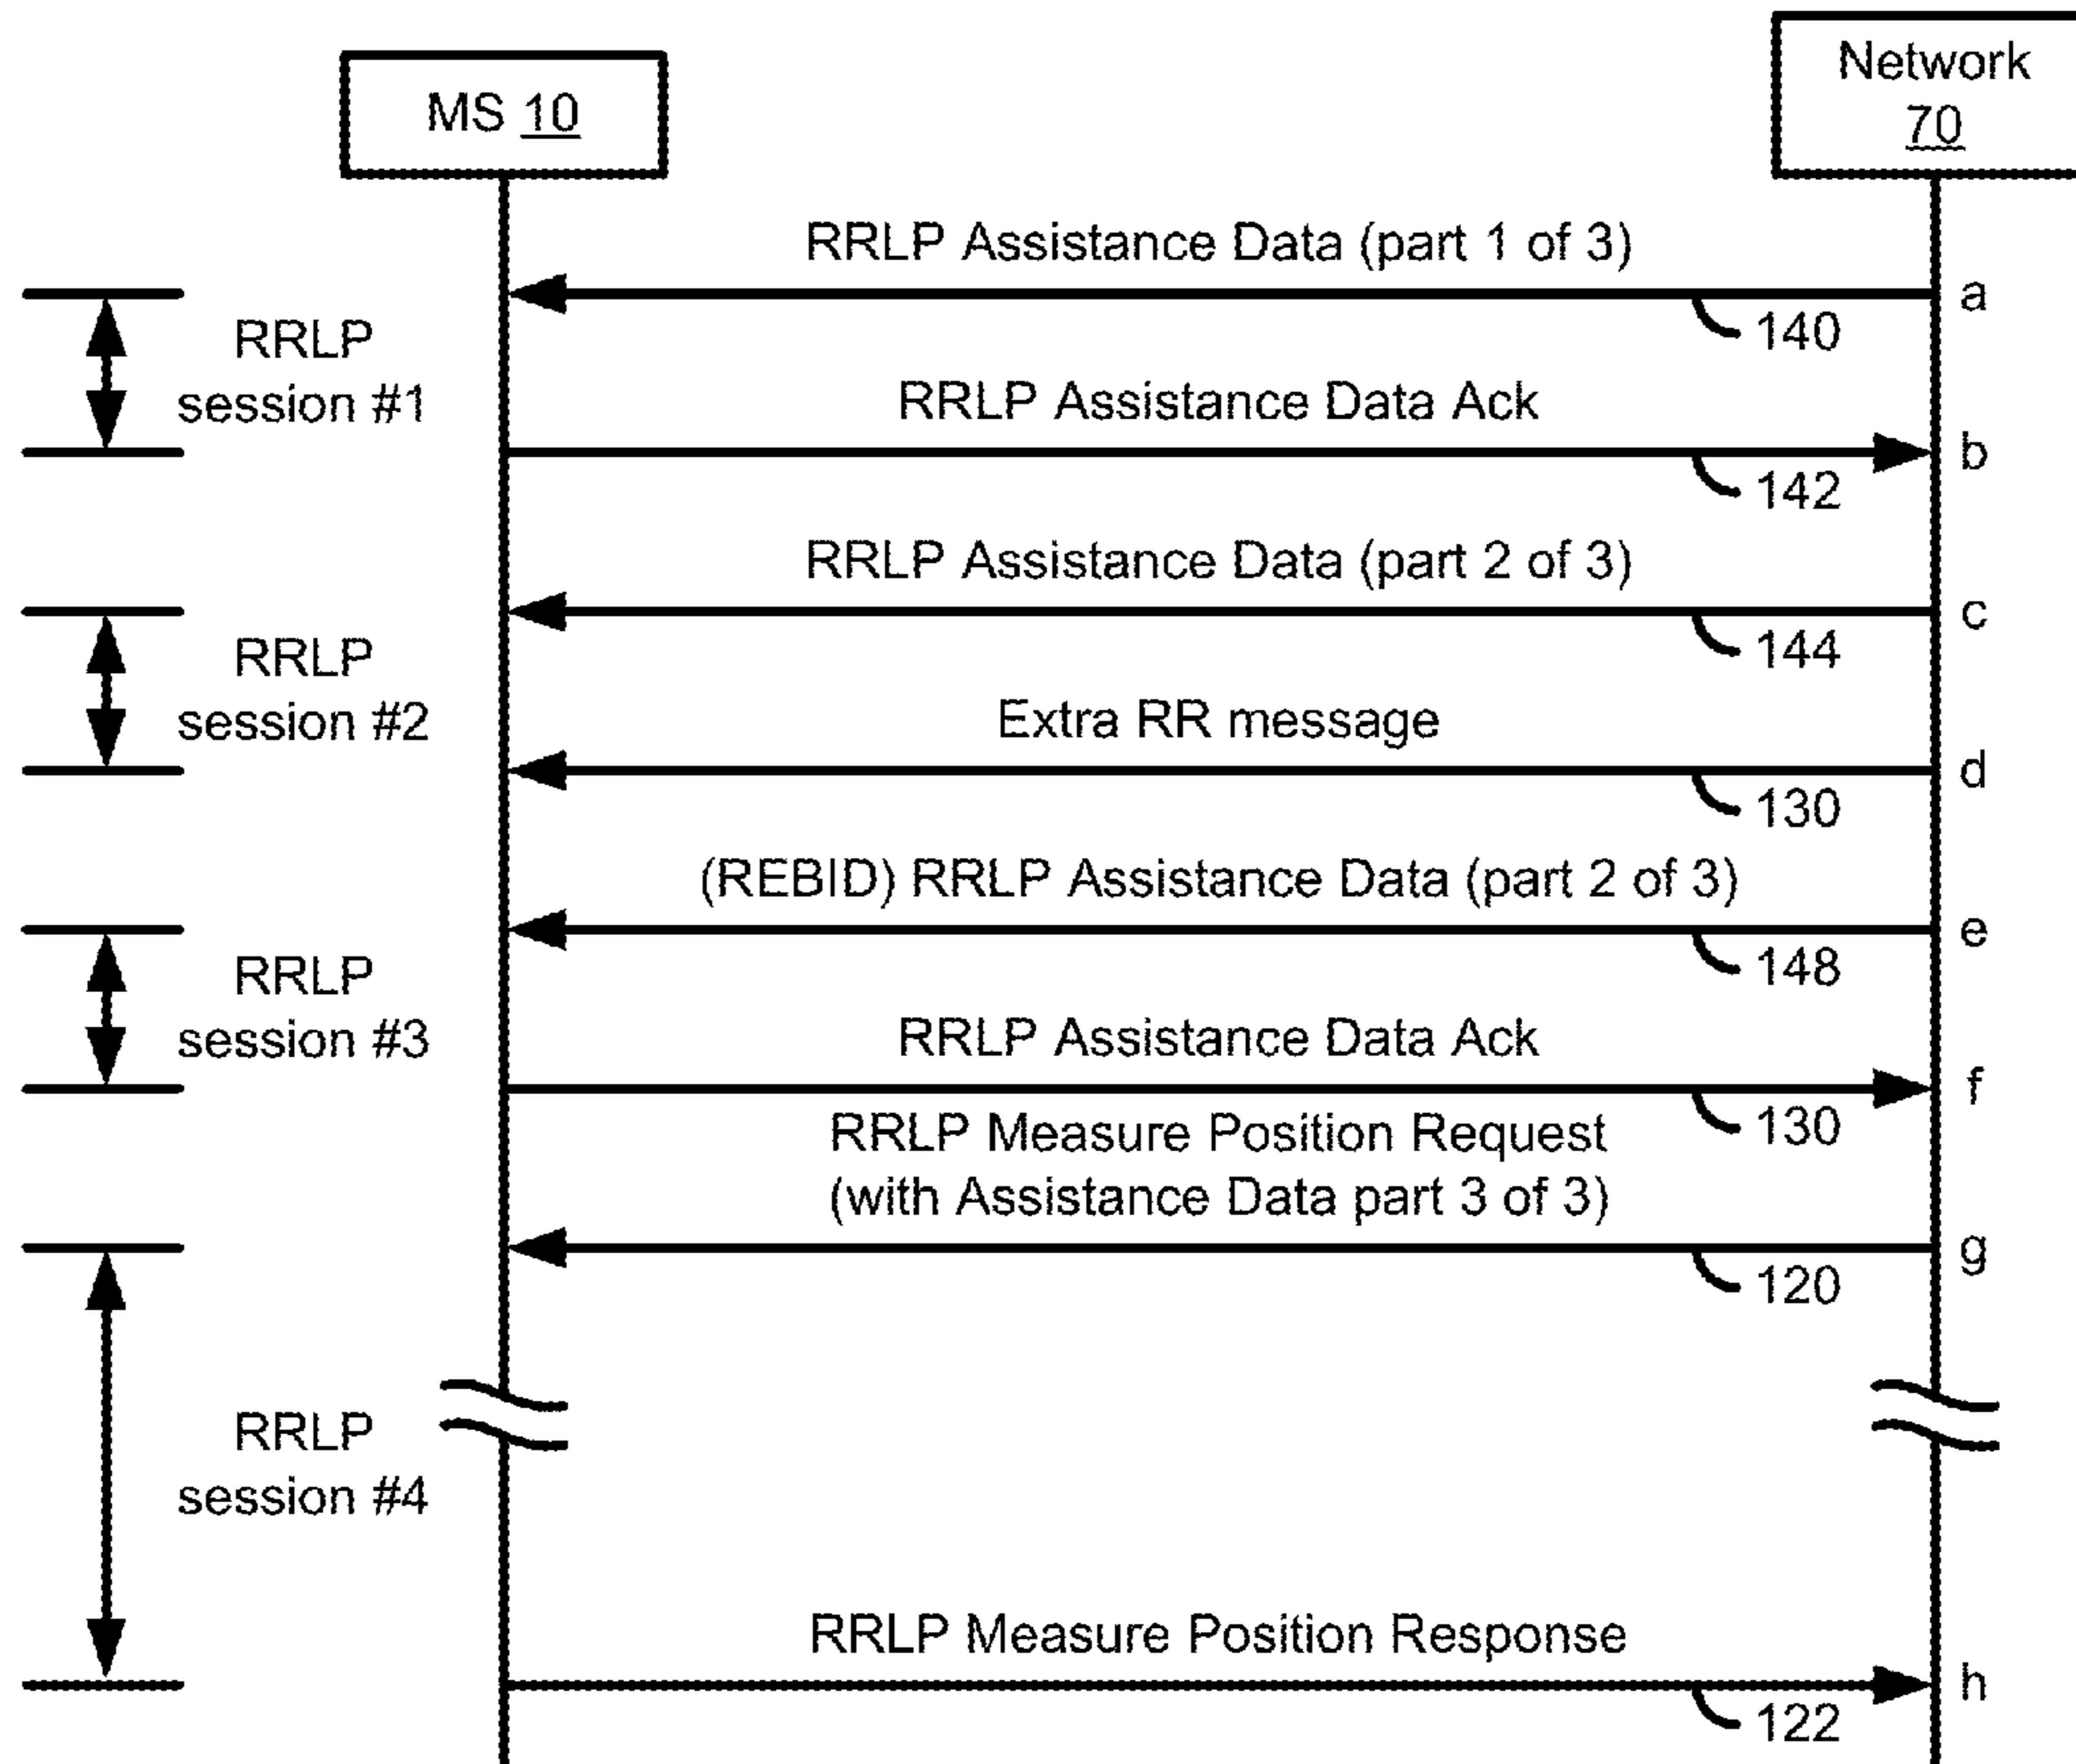 MS 10
Network
70
RRLP Assistance Data (part 1 of 3)
a
140
RRLP
session #1
RRLP Assistance Data Ack
b
142
RRLP Assistance Data (part 2 of 3)
c
144
RRLP
session #2
Extra RR message
d
130
(REBID) RRLP Assistance Data (part 2 of 3)
e
148
RRLP
session #3
RRLP Assistance Data Ack
f
130
RRLP Measure Position Request
(with Assistance Data part 3 of 3)
g
120
RRLP
session #4
RRLP Measure Position Response
h
122